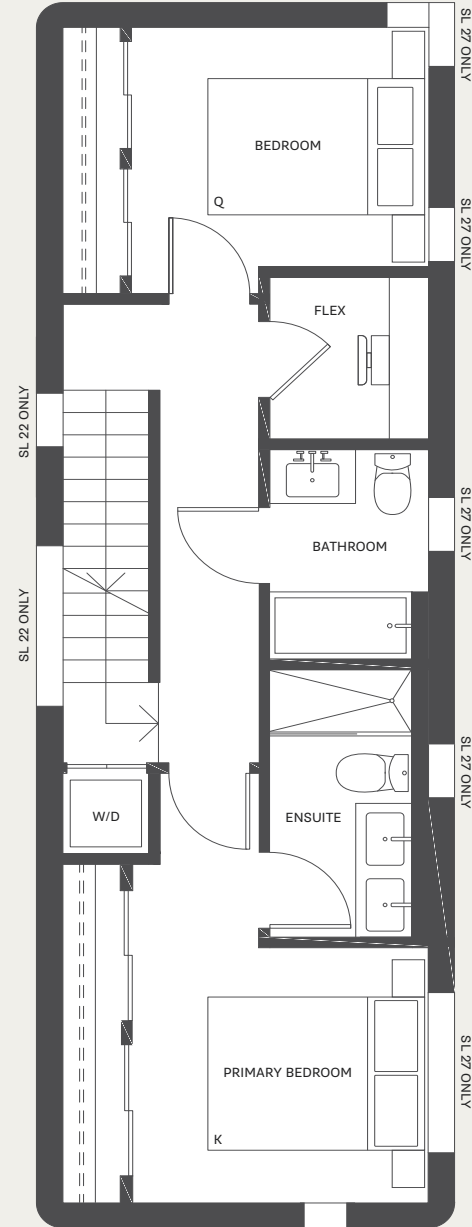 SL 27 ONLY
BEDROOM
Q
SL 27 ONLY
FLEX
SL 22 ONLY
SL 27 ONLY
BATHROOM
SL 22 ONLY
SL 27 ONLY
W/D
ENSUITE
PRIMARY BEDROOM
SL 27 ONLY
K